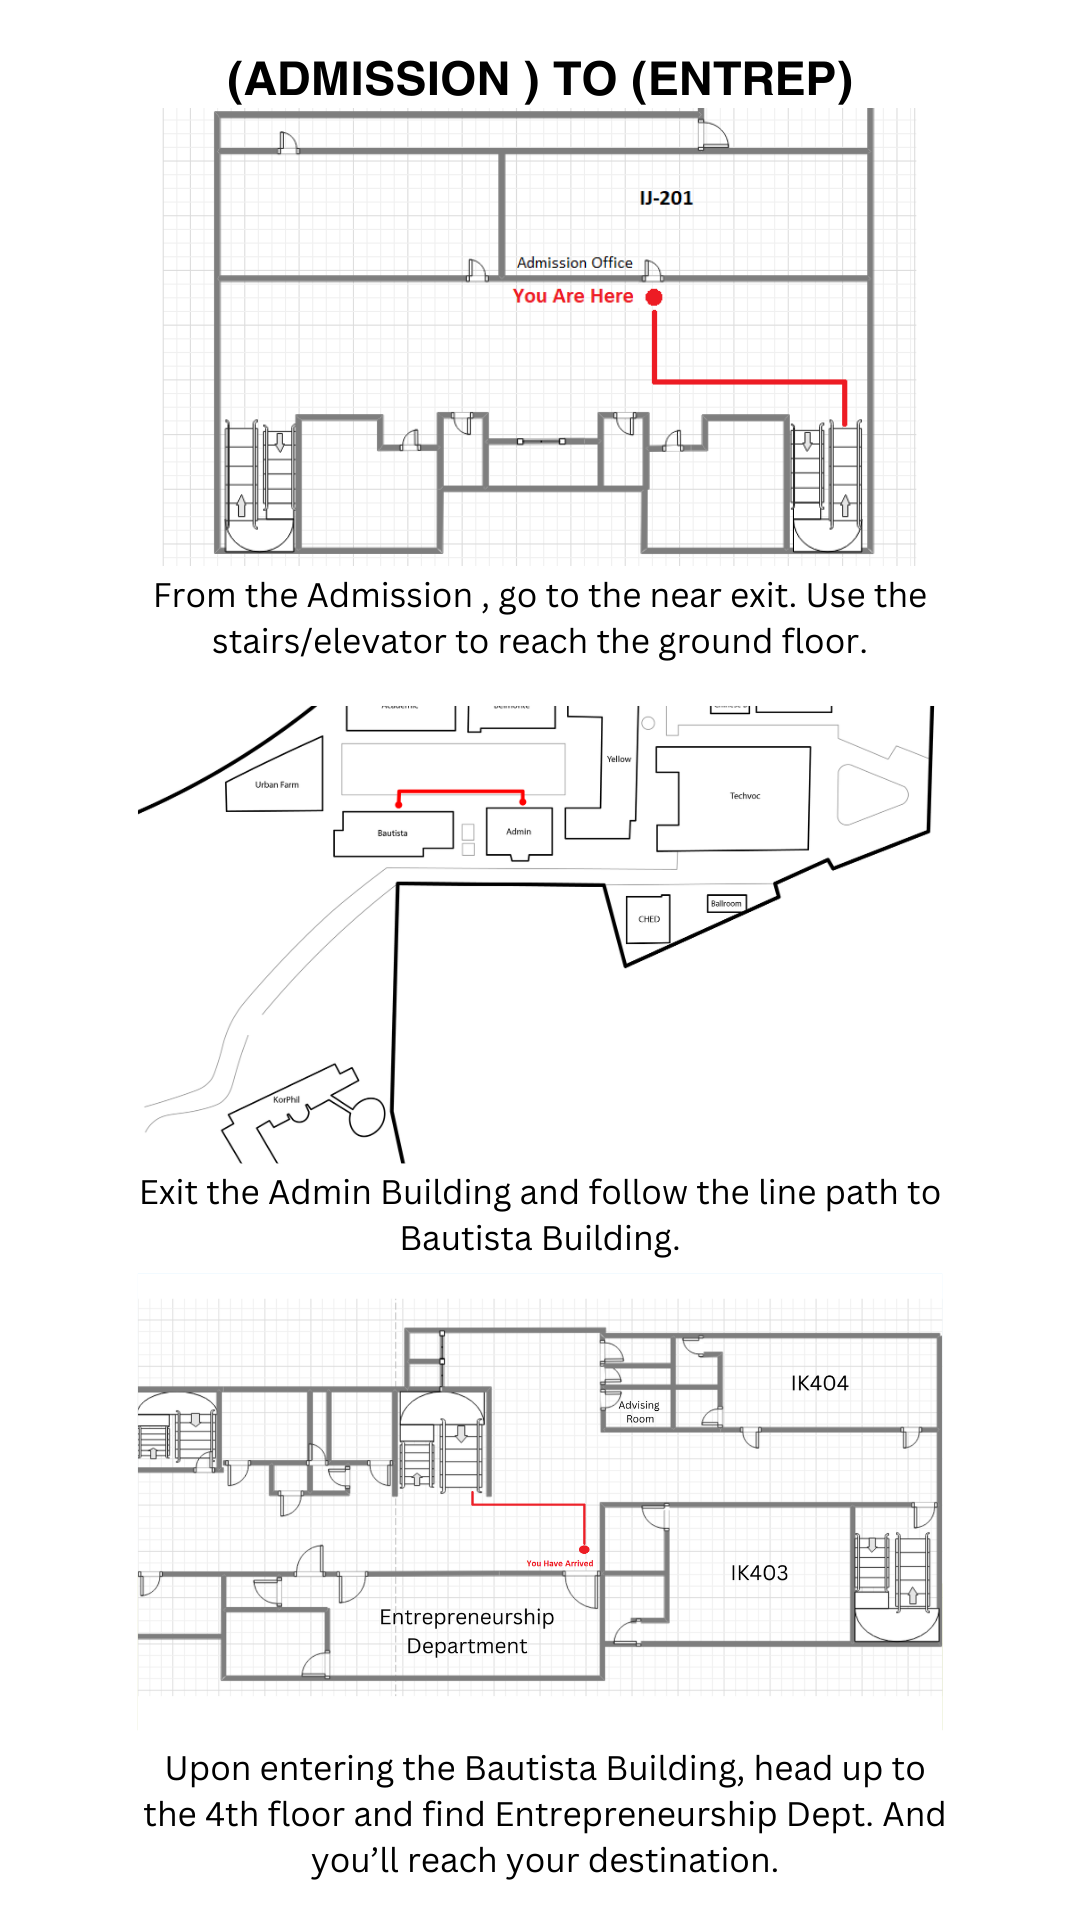 (ADMISSION ) TO (ENTREP)
IJ-201
Admission Office
You Are Here
From the Admission , go to the near exit. Use the
stairs/elevator to reach the ground floor.
Academic
Belmonte
Urban Farm
Yellow
Techvoc
Bautista
Admin
CHED
Ballroom
KorPhil
Exit the Admin Building and follow the line path to
Bautista Building.
IK404
Advising
Room
You Have Arrived
IK403
Entrepreneurship
Department
Upon entering the Bautista Building, head up to
the 4th floor and find Entrepreneurship Dept. And
you’ll reach your destination.